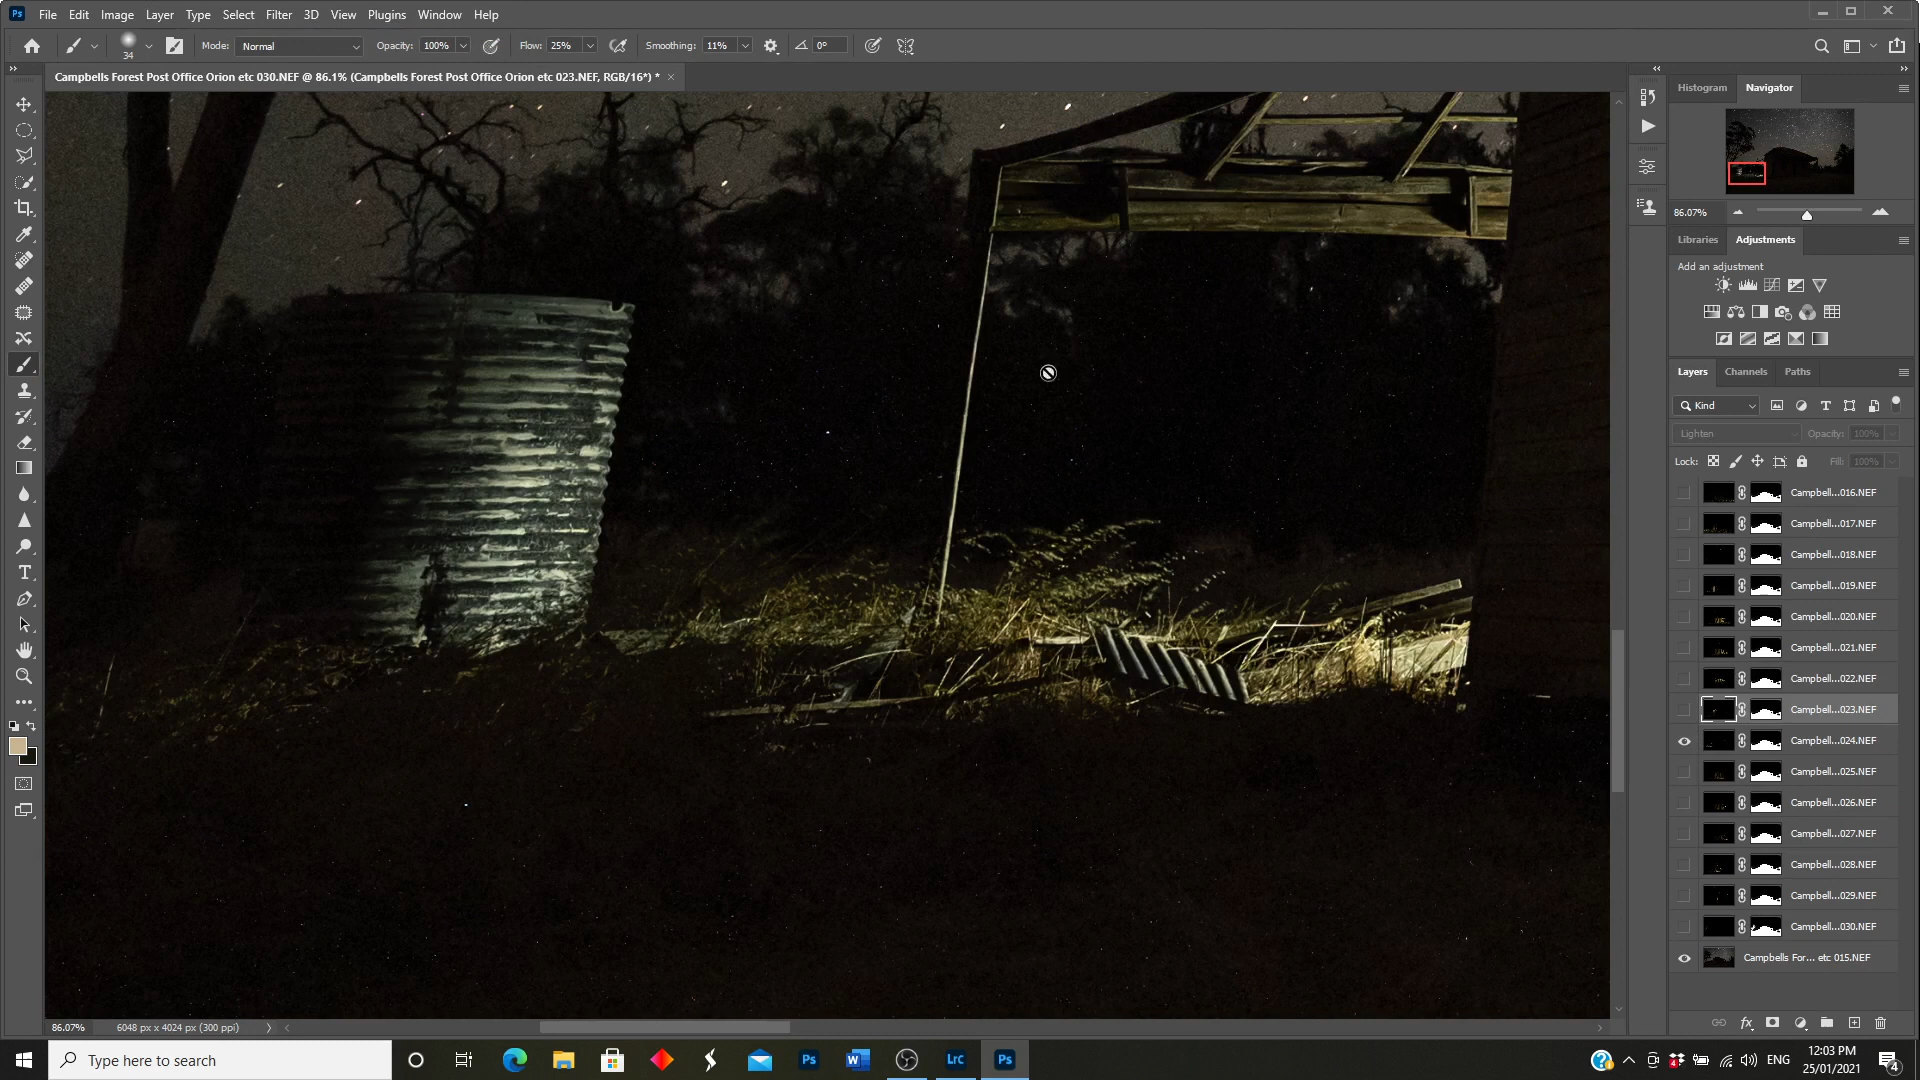 Ps File Edit Image Layer Type Select Filter 3D View Plugins Window Help
34 Mode: Normal Opacity: 100% Flow: 25% Smoothing: 11% 0°
Campbells Forest Post Office Orion etc 030.NEF @ 86.1% (Campbells Forest Post Office Orion etc 023.NEF, RGB/16*) *
Histogram Navigator
86.07%
Libraries Adjustments
Add an adjustment
Layers Channels Paths
Kind
Lighten Opacity: 100%
Lock: Fill: 100%
Campbell...016.NEF
Campbell...017.NEF
Campbell...018.NEF
Campbell...019.NEF
Campbell...020.NEF
Campbell...021.NEF
Campbell...022.NEF
Campbell...023.NEF
Campbell...024.NEF
Campbell...025.NEF
Campbell...026.NEF
Campbell...027.NEF
Campbell...028.NEF
Campbell...029.NEF
Campbell...030.NEF
Campbells For... etc 015.NEF
fx
86.07% 6048 px x 4024 px (300 ppi)
Type here to search Ps W Lrc Ps ENG 12:03 PM
25/01/2021 4